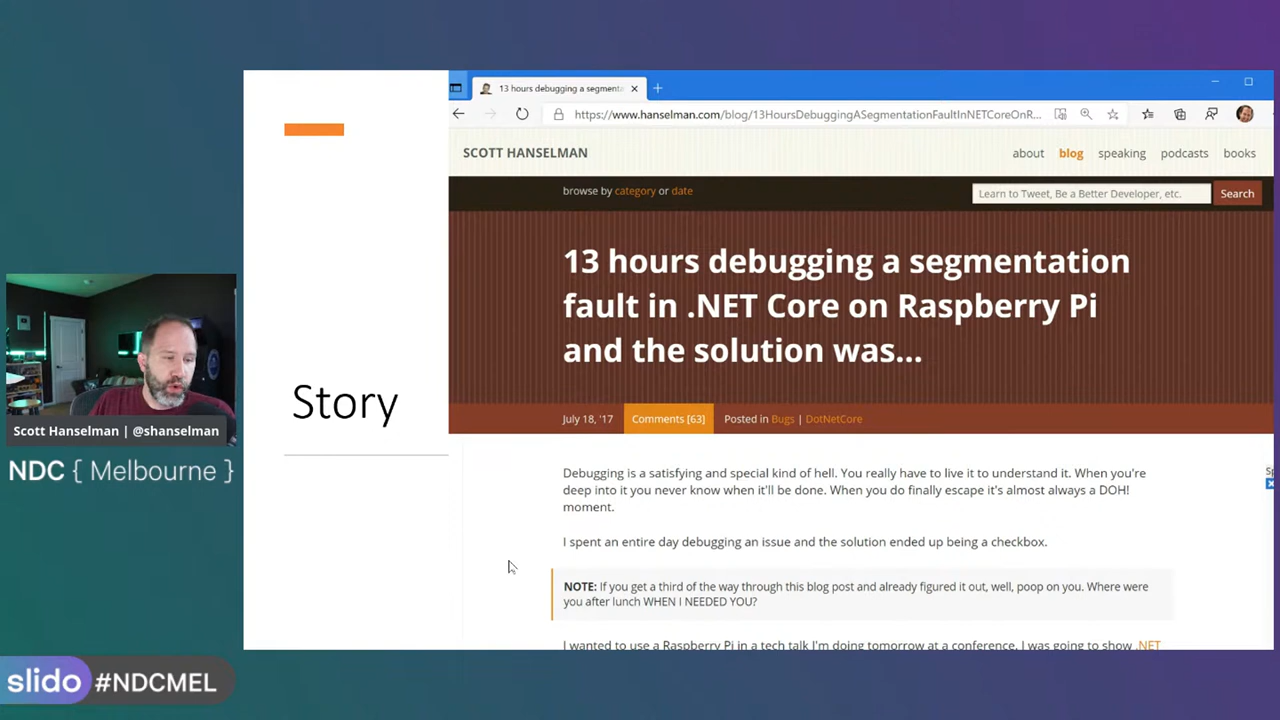 13 hours debugging a segmenta
https://www.hanselman.com/blog/13HoursDebuggingASegmentationFaultInNETCoreOnR...
SCOTT HANSELMAN
about blog speaking podcasts books
browse by category or date
Learn to Tweet, Be a Better Developer, etc. Search
13 hours debugging a segmentation
fault in .NET Core on Raspberry Pi
and the solution was...
July 18, '17 Comments [63] Posted in Bugs | DotNetCore
Story
Debugging is a satisfying and special kind of hell. You really have to live it to understand it. When you're
deep into it you never know when it'll be done. When you do finally escape it's almost always a DOH!
moment.
I spent an entire day debugging an issue and the solution ended up being a checkbox.
NOTE: If you get a third of the way through this blog post and already figured it out, well, poop on you. Where were
you after lunch WHEN I NEEDED YOU?
I wanted to use a Raspberry Pi in a tech talk I'm doing tomorrow at a conference. I was going to show .NET
Scott Hanselman | @shanselman
NDC { Melbourne }
slido #NDCMEL